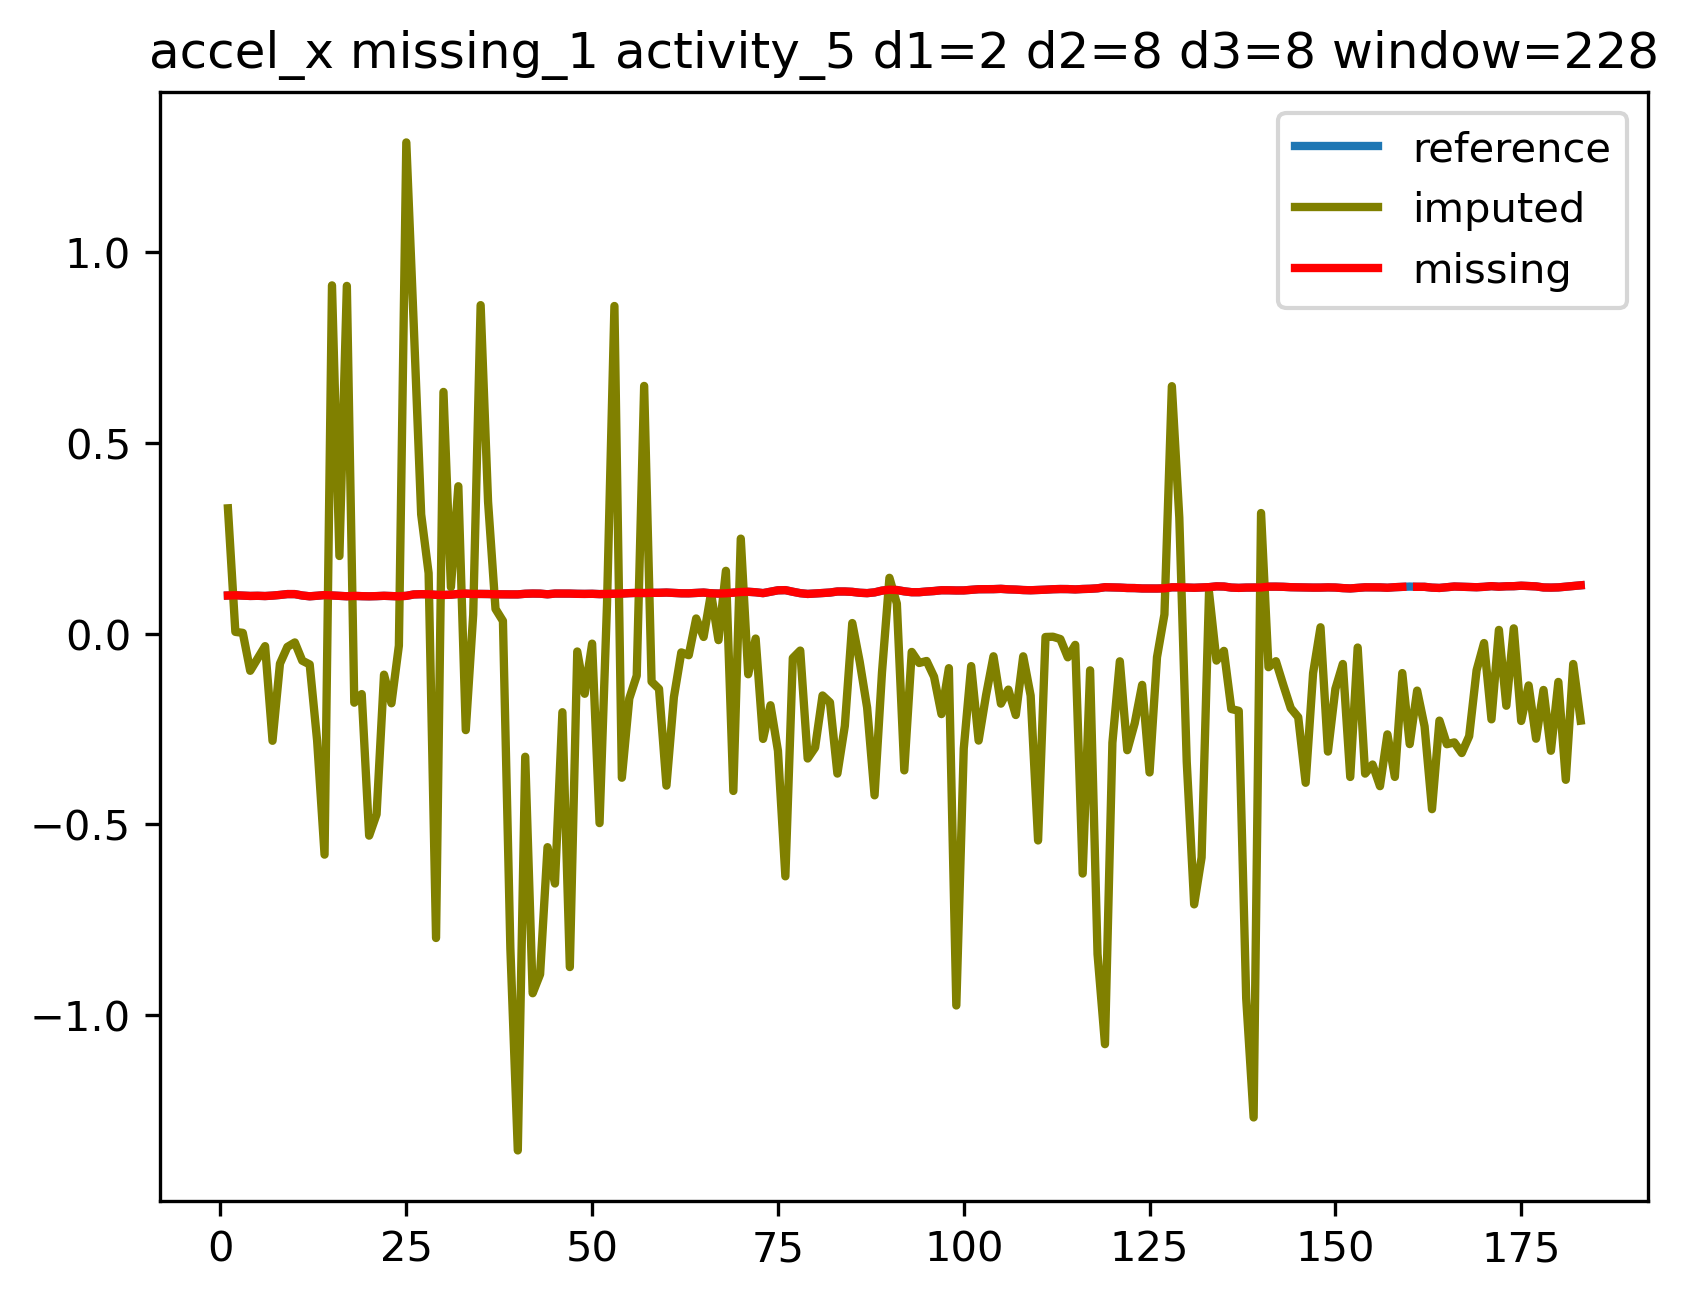 accel_x missing_1 activity_5 d1=2 d2=8 d3=8 window=228
reference
imputed
missing
1.0
0.5
0.0
−0.5
−1.0
0 25 50 75 100 125 150 175